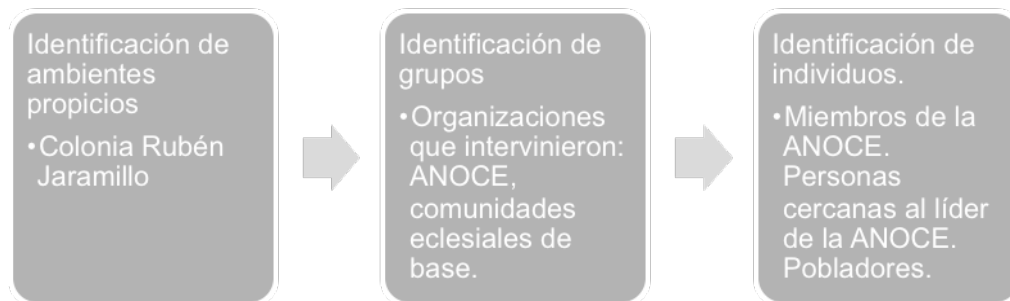 Identificación de
ambientes
propicios
•Colonia Rubén
Jaramillo
Identificación de
grupos
•Organizaciones
que intervinieron:
ANOCE,
comunidades
eclesiales de
base.
Identificación de
individuos.
•Miembros de la
ANOCE.
Personas
cercanas al líder
de la ANOCE.
Pobladores.